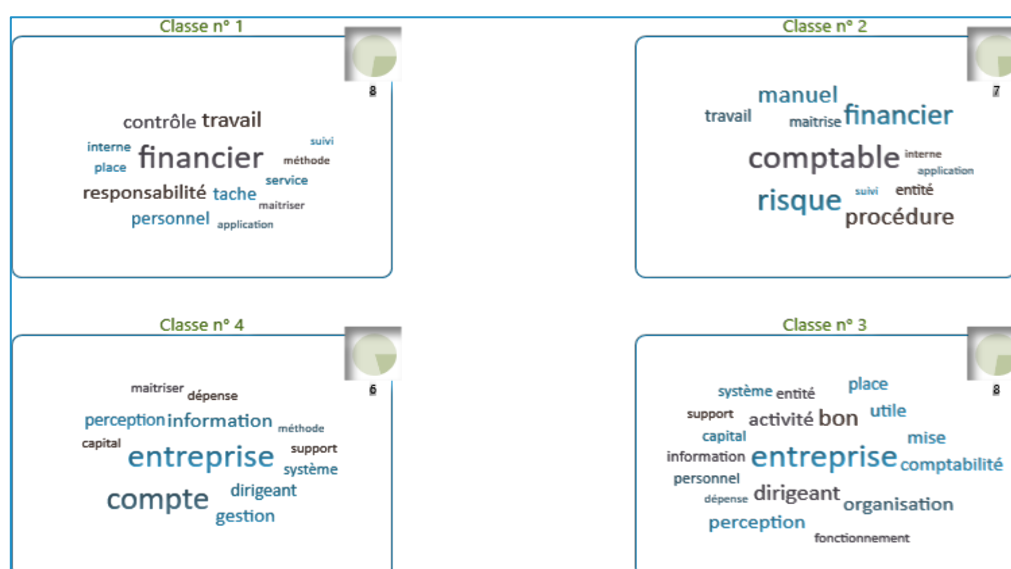 Classe n° 1
8
contrôle travail
interne
suivi
place
financier
méthode
service
responsabilité tache
maitriser
personnel
application
Classe n° 2
7
manuel
travail
maitrise financier
comptable interne
application
risque suivi entité
procédure
Classe n° 4
6
maitriser dépense
perception information
méthode
capital
entreprise support
système
compte dirigeant
gestion
Classe n° 3
8
système entité place
support activité bon utile
capital
mise
information entreprise comptabilité
personnel
dépense dirigeant organisation
perception
fonctionnement